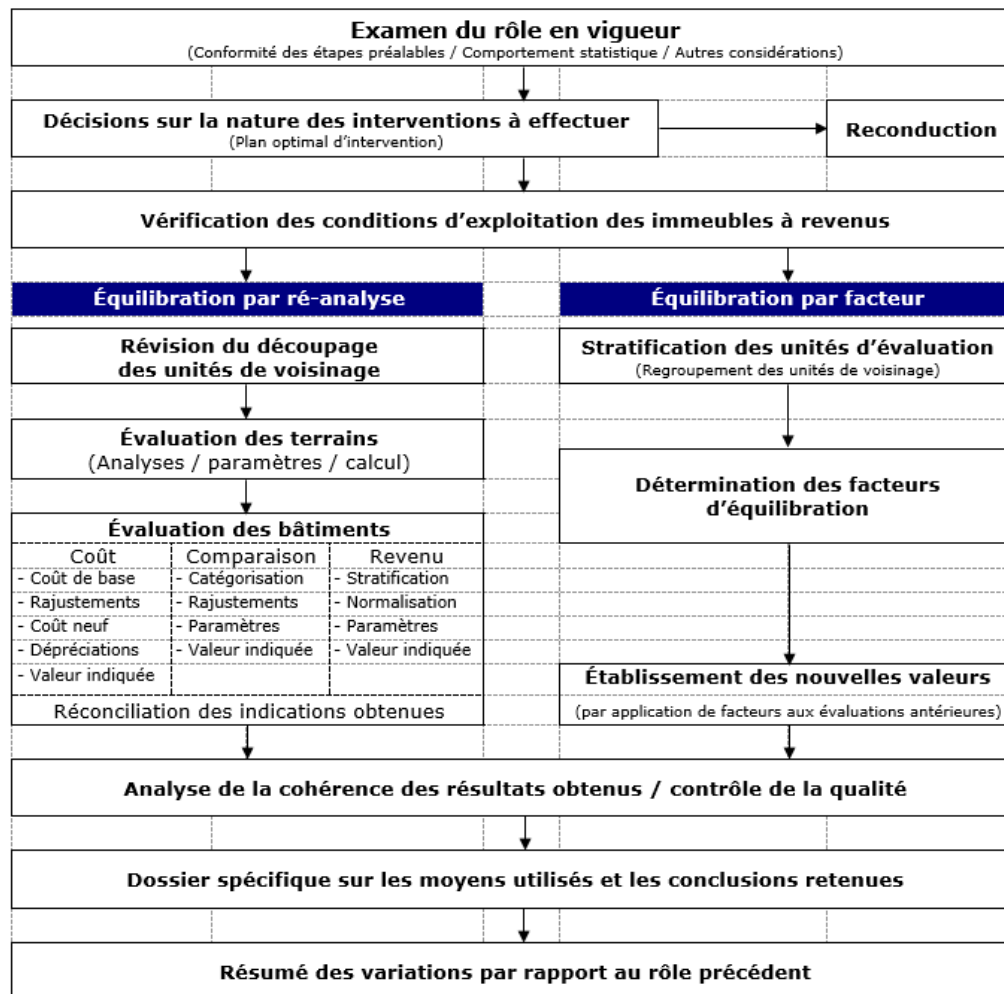 Examen du rôle en vigueur
(Conformité des étapes préalables / Comportement statistique / Autres considérations)
Décisions sur la nature des interventions à effectuer
(Plan optimal d'intervention)
Reconduction
Vérification des conditions d'exploitation des immeubles à revenus
Équilibration par ré-analyse
Équilibration par facteur
Révision du découpage
des unités de voisinage
Stratification des unités d'évaluation
(Regroupement des unités de voisinage)
Évaluation des terrains
(Analyses / paramètres / calcul)
Détermination des facteurs
d'équilibration
Évaluation des bâtiments
Coût
- Coût de base
- Rajustements
- Coût neuf
- Dépréciations
- Valeur indiquée
Comparaison
- Catégorisation
- Rajustements
- Paramètres
- Valeur indiquée
Revenu
- Stratification
- Normalisation
- Paramètres
- Valeur indiquée
Réconciliation des indications obtenues
Établissement des nouvelles valeurs
(par application de facteurs aux évaluations antérieures)
Analyse de la cohérence des résultats obtenus / contrôle de la qualité
Dossier spécifique sur les moyens utilisés et les conclusions retenues
Résumé des variations par rapport au rôle précédent